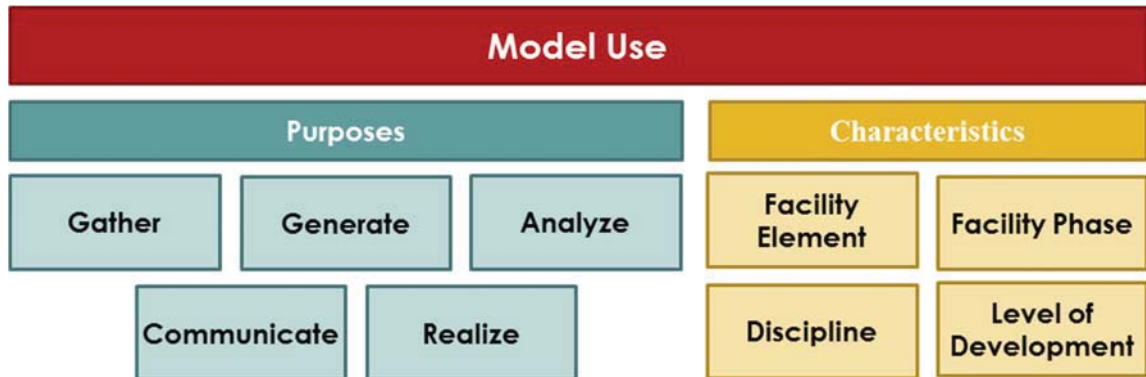 Model Use
Purposes
Characteristics
Gather
Generate
Analyze
Facility
Element
Facility Phase
Communicate
Realize
Discipline
Level of
Development